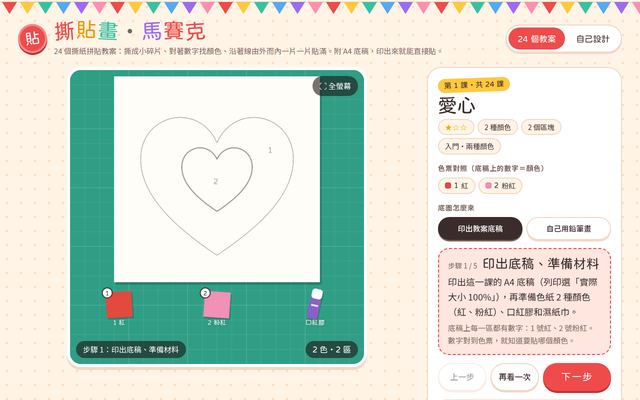 貼
撕貼畫・馬賽克
24 個撕紙拼貼教案：撕成小碎片、對著數字找顏色、沿著線由外而內一片一片貼滿。附 A4 底稿，印出來就能直接貼。
24 個教案
自己設計
全螢幕
1
2
1
1 紅
2
2 粉紅
口紅膠
步驟 1：印出底稿、準備材料
2 色・2 區
第 1 課・共 24 課
愛心
★☆☆
2 種顏色
2 個區塊
入門・兩種顏色
色票對照（底稿上的數字＝顏色）
1 紅
2 粉紅
底圖怎麼來
印出教案底稿
自己用鉛筆畫
步驟 1 / 5
印出底稿、準備材料
印出這一課的 A4 底稿（列印選「實際
大小 100%」），再準備色紙 2 種顏色
（紅、粉紅）、口紅膠和濕紙巾。
底稿上每一區都有數字：1 號紅、2 號粉紅。
數字對到色票，就知道要貼哪個顏色。
上一步
再看一次
下一步